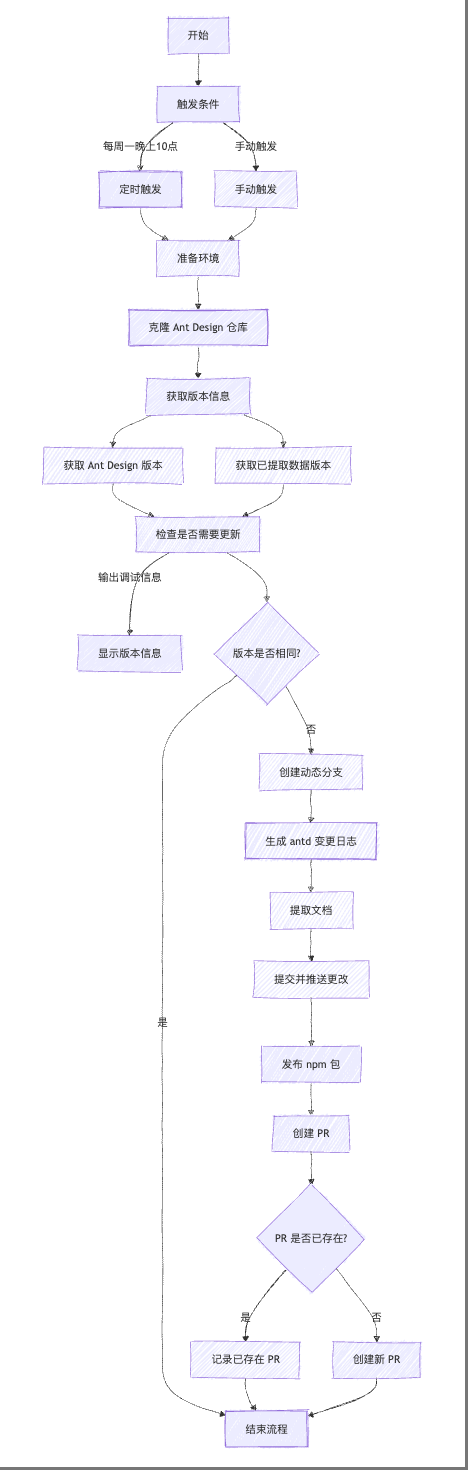 开始
触发条件
每周一晚上10点
手动触发
定时触发
手动触发
准备环境
克隆 Ant Design 仓库
获取版本信息
获取 Ant Design 版本
获取已提取数据版本
检查是否需要更新
输出调试信息
显示版本信息
版本是否相同?
否
创建动态分支
生成 antd 变更日志
提取文档
提交并推送更改
是
发布 npm 包
创建 PR
PR 是否已存在?
是
否
记录已存在 PR
创建新 PR
结束流程